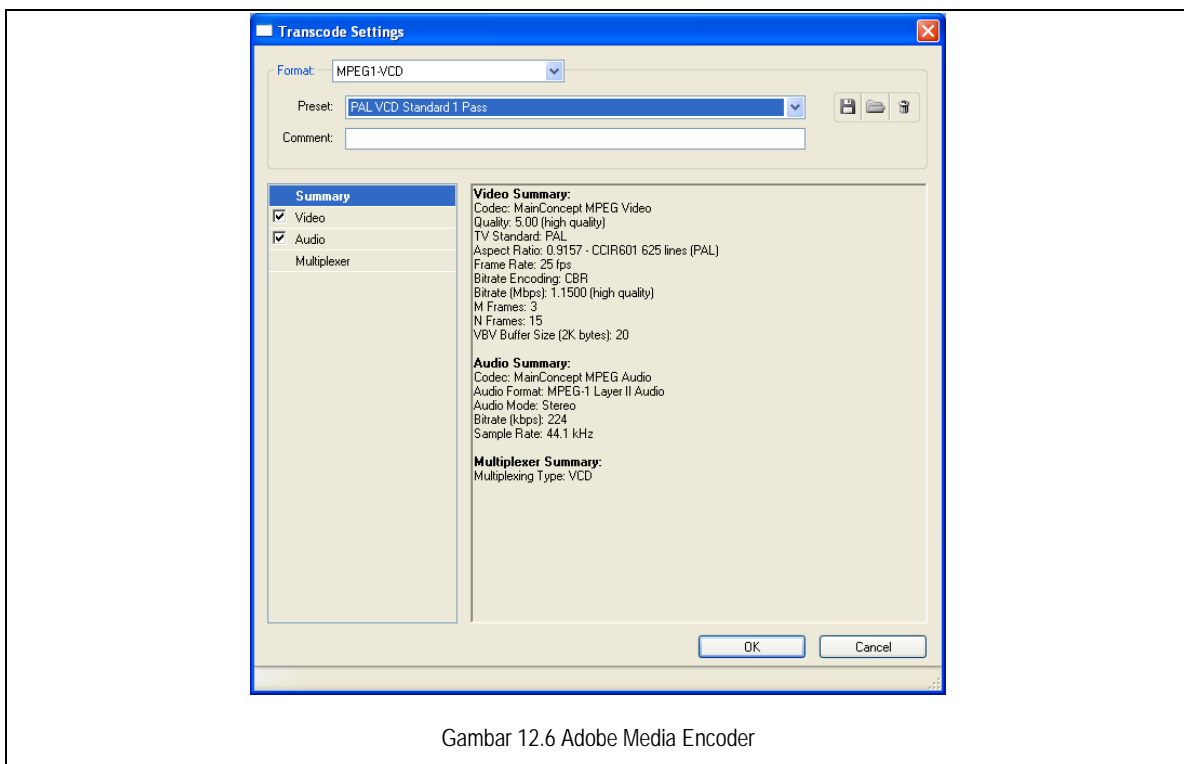 Transcode Settings
Format: MPEG1-VCD
Preset: PAL VCD Standard 1 Pass
Comment:
Summary
Video
Audio
Multiplexer
Video Summary:
Codec: MainConcept MPEG Video
Quality: 5.00 (high quality)
TV Standard: PAL
Aspect Ratio: 0.9157 - CCIR601 625 lines (PAL)
Frame Rate: 25 fps
Bitrate Encoding: CBR
Bitrate (Mbps): 1.1500 (high quality)
M Frames: 3
N Frames: 15
VBV Buffer Size (2K bytes): 20
Audio Summary:
Codec: MainConcept MPEG Audio
Audio Format: MPEG-1 Layer II Audio
Audio Mode: Stereo
Bitrate (kbps): 224
Sample Rate: 44.1 kHz
Multiplexer Summary:
Multiplexing Type: VCD
OK
Cancel
Gambar 12.6 Adobe Media Encoder